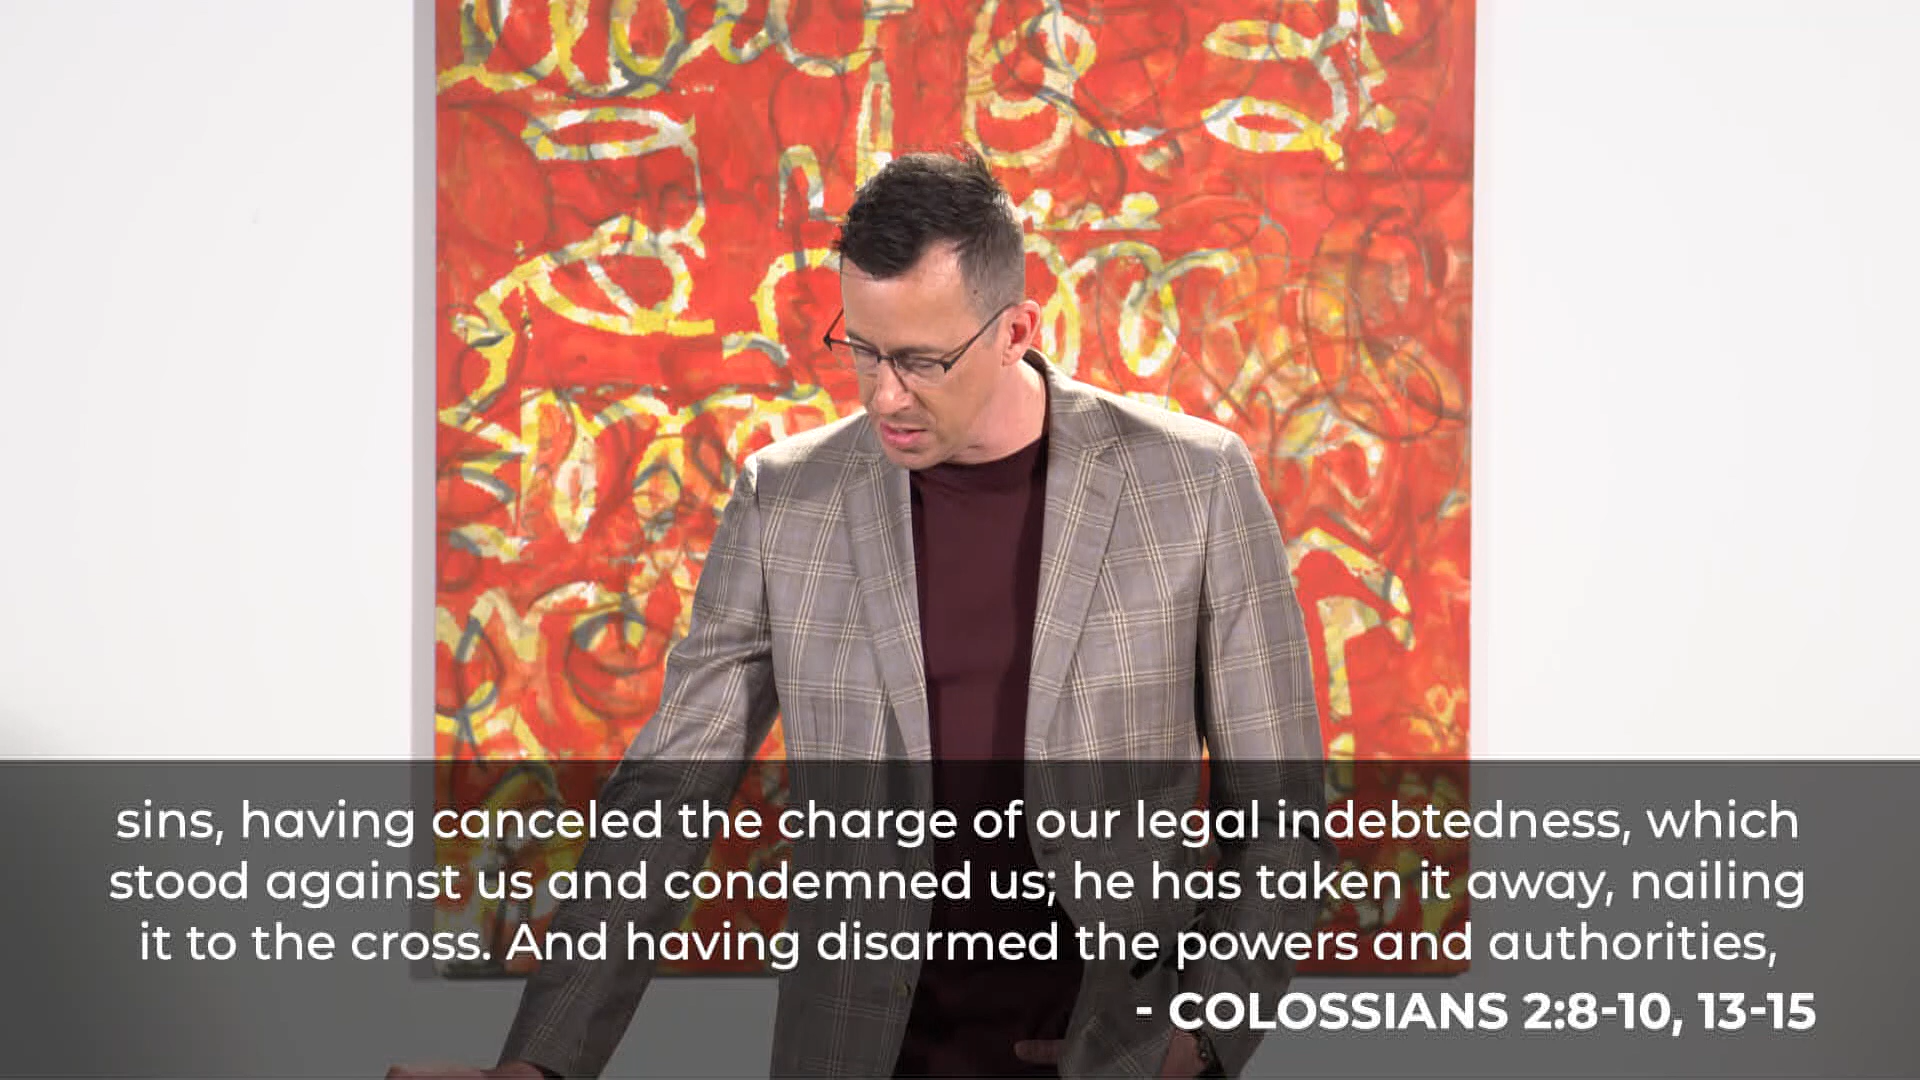 sins, having canceled the charge of our legal indebtedness, which
stood against us and condemned us; he has taken it away, nailing
it to the cross. And having disarmed the powers and authorities,
- COLOSSIANS 2:8-10, 13-15